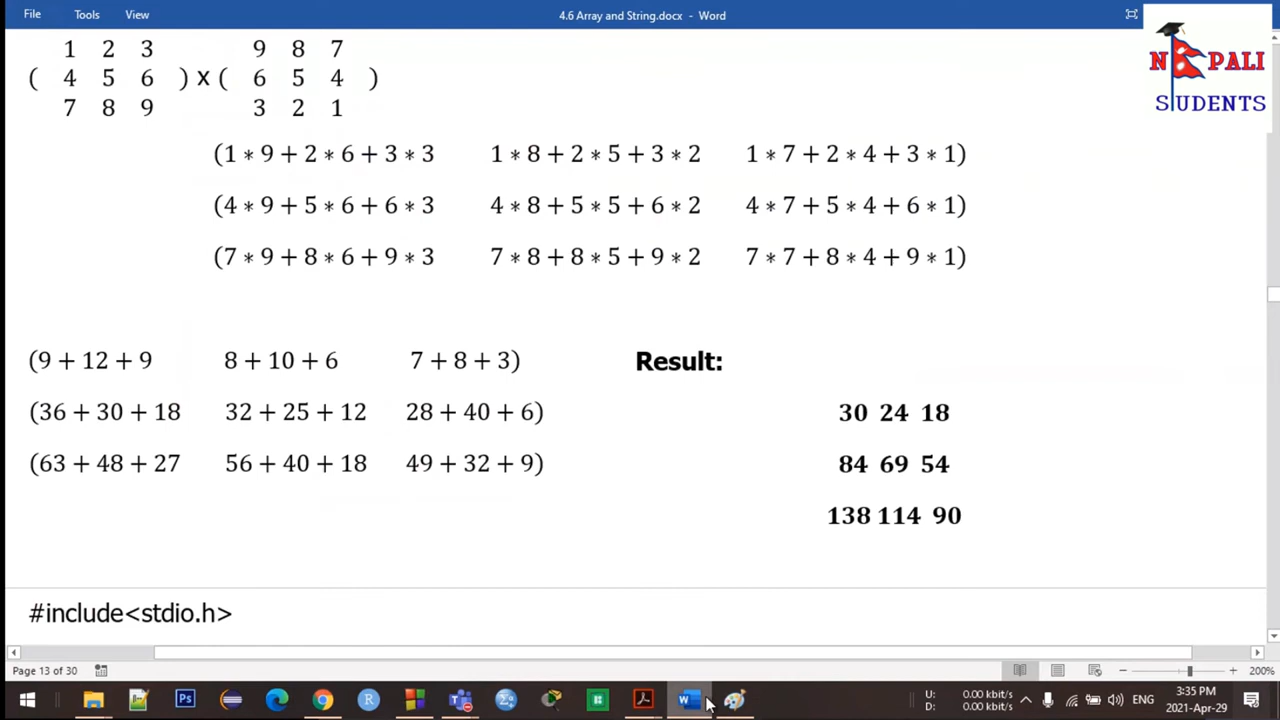 File Tools View 4.6 Array and String.docx - Word
N PALI
STUDENTS
1 2 3 9 8 7
( 4 5 6 ) x ( 6 5 4 )
7 8 9 3 2 1
(1 * 9 + 2 * 6 + 3 * 3 1 * 8 + 2 * 5 + 3 * 2 1 * 7 + 2 * 4 + 3 * 1)
(4 * 9 + 5 * 6 + 6 * 3 4 * 8 + 5 * 5 + 6 * 2 4 * 7 + 5 * 4 + 6 * 1)
(7 * 9 + 8 * 6 + 9 * 3 7 * 8 + 8 * 5 + 9 * 2 7 * 7 + 8 * 4 + 9 * 1)
(9 + 12 + 9 8 + 10 + 6 7 + 8 + 3) Result:
(36 + 30 + 18 32 + 25 + 12 28 + 40 + 6) 30 24 18
(63 + 48 + 27 56 + 40 + 18 49 + 32 + 9) 84 69 54
138 114 90
#include<stdio.h>
Page 13 of 30 200%
U: 0.00 kbit/s
D: 0.00 kbit/s
ENG
3:35 PM
2021-Apr-29